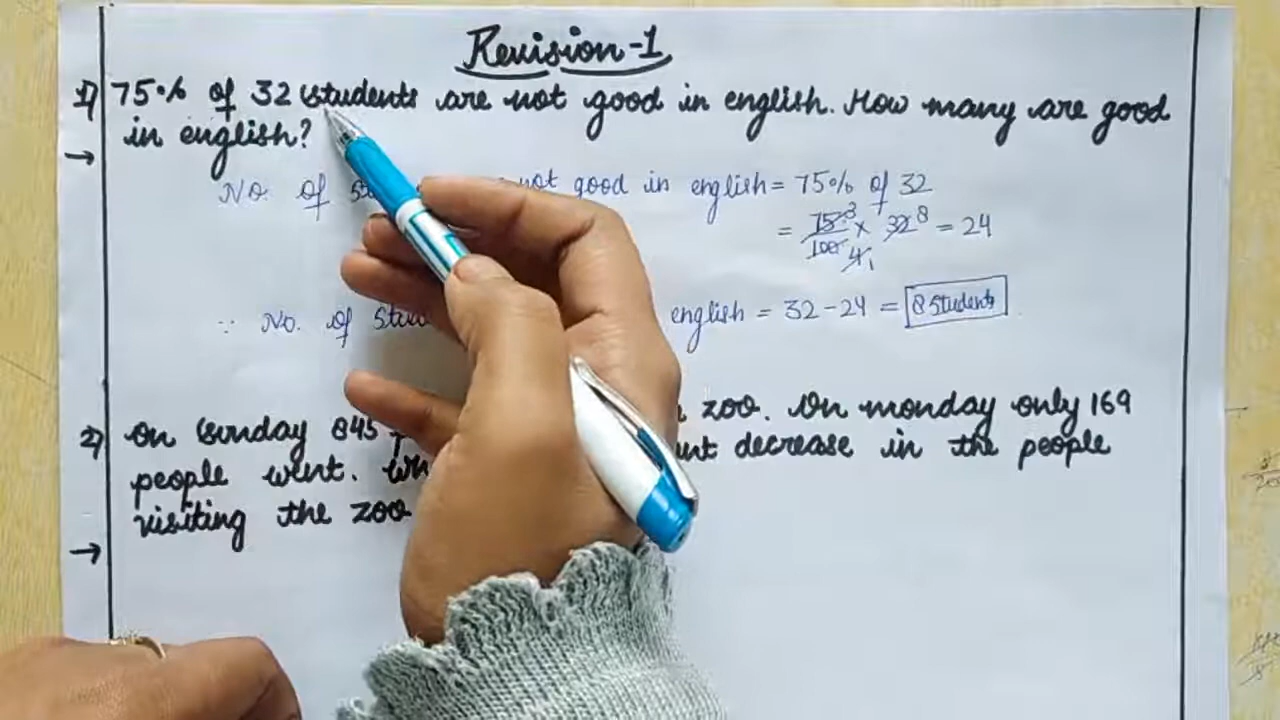 Revision-1
1) 75% of 32 students are not good in english. How many are good
in english?
→
No. of not good in english = 75% of 32
= 75/100 × 32 = 24
∵ No. of english = 32 - 24 = 8 Students
2) On Sunday 845 zoo. On monday only 169
people went. decrease in the people
visiting the zoo
→